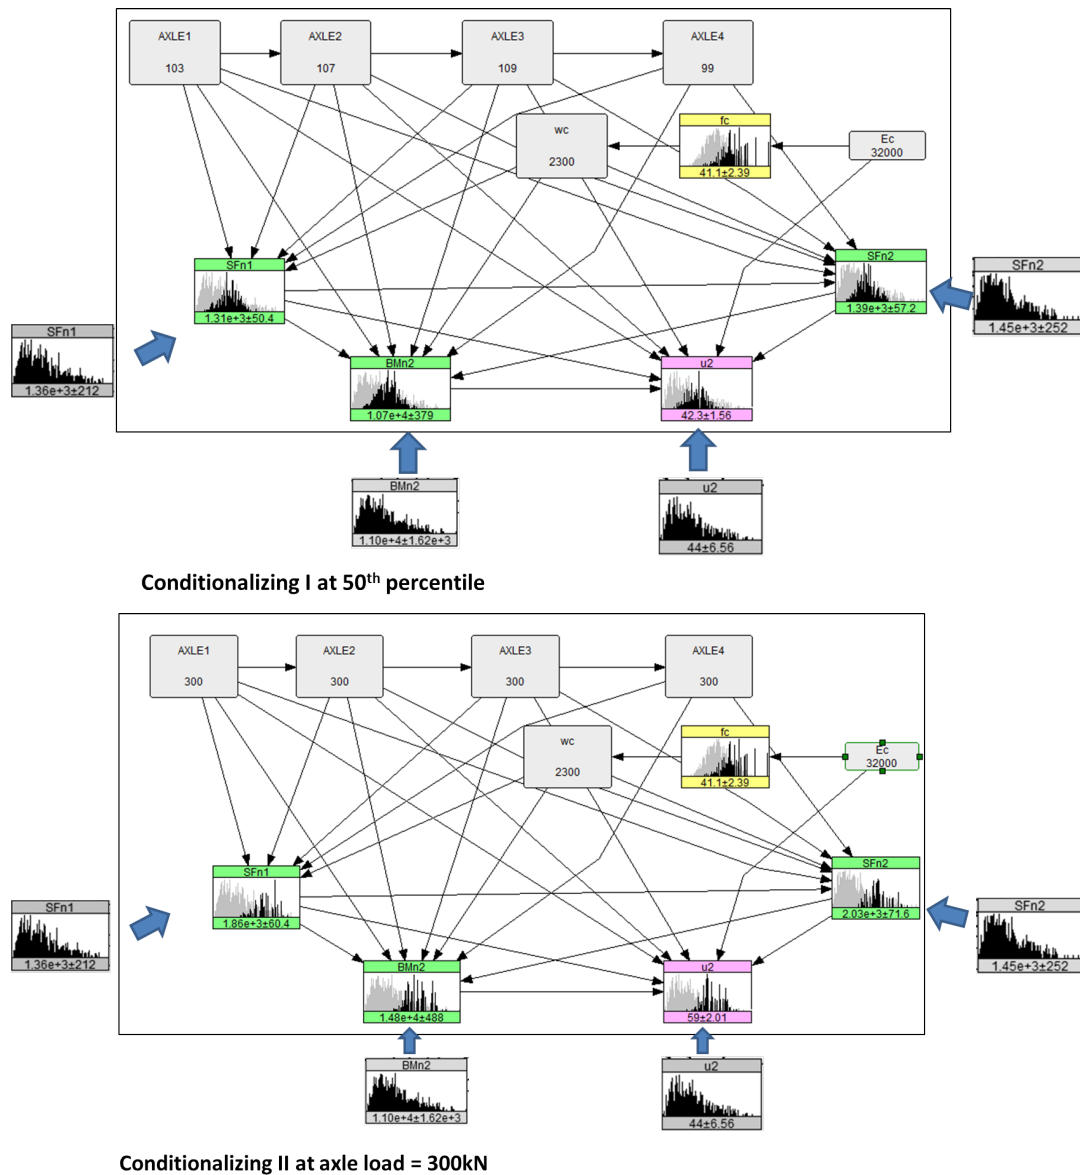 AXLE1
103
AXLE2
107
AXLE3
109
AXLE4
99
wc
2300
fc
41.1±2.39
Ec
32000
SFn1
1.31e+3±50.4
SFn2
1.39e+3±57.2
SFn2
1.45e+3±252
SFn1
1.36e+3±212
BMn2
1.07e+4±379
u2
42.3±1.56
BMn2
1.10e+4±1.62e+3
u2
44±6.56
Conditionalizing I at 50th percentile
AXLE1
300
AXLE2
300
AXLE3
300
AXLE4
300
wc
2300
fc
41.1±2.39
Ec
32000
SFn1
1.86e+3±60.4
SFn2
2.03e+3±71.6
SFn1
1.36e+3±212
SFn2
1.45e+3±252
BMn2
1.48e+4±488
u2
59±2.01
BMn2
1.10e+4±1.62e+3
u2
44±6.56
Conditionalizing II at axle load = 300kN